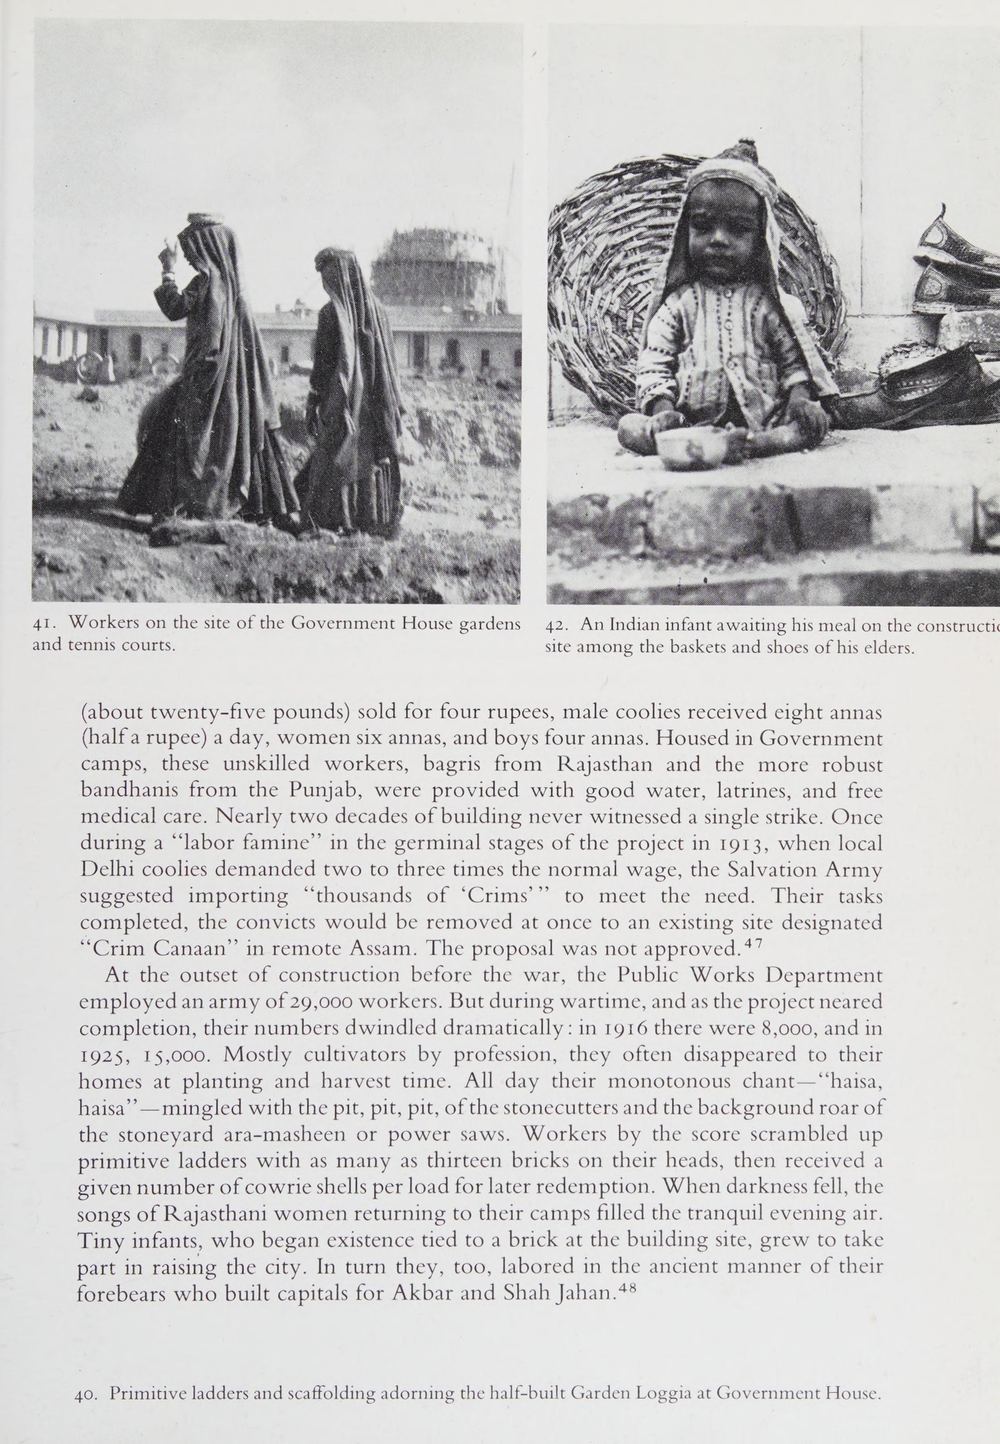 41. Workers on the site of the Government House gardens
and tennis courts.
42. An Indian infant awaiting his meal on the constructi
site among the baskets and shoes of his elders.
(about twenty-five pounds) sold for four rupees, male coolies received eight annas
(half a rupee) a day, women six annas, and boys four annas. Housed in Government
camps, these unskilled workers, bagris from Rajasthan and the more robust
bandhanis from the Punjab, were provided with good water, latrines, and free
medical care. Nearly two decades of building never witnessed a single strike. Once
during a “labor famine” in the germinal stages of the project in 1913, when local
Delhi coolies demanded two to three times the normal wage, the Salvation Army
suggested importing “thousands of ‘Crims’” to meet the need. Their tasks
completed, the convicts would be removed at once to an existing site designated
“Crim Canaan” in remote Assam. The proposal was not approved.⁴⁷
At the outset of construction before the war, the Public Works Department
employed an army of 29,000 workers. But during wartime, and as the project neared
completion, their numbers dwindled dramatically: in 1916 there were 8,000, and in
1925, 15,000. Mostly cultivators by profession, they often disappeared to their
homes at planting and harvest time. All day their monotonous chant—“haisa,
haisa”—mingled with the pit, pit, pit, of the stonecutters and the background roar of
the stoneyard ara-masheen or power saws. Workers by the score scrambled up
primitive ladders with as many as thirteen bricks on their heads, then received a
given number of cowrie shells per load for later redemption. When darkness fell, the
songs of Rajasthani women returning to their camps filled the tranquil evening air.
Tiny infants, who began existence tied to a brick at the building site, grew to take
part in raising the city. In turn they, too, labored in the ancient manner of their
forebears who built capitals for Akbar and Shah Jahan.⁴⁸
40. Primitive ladders and scaffolding adorning the half-built Garden Loggia at Government House.